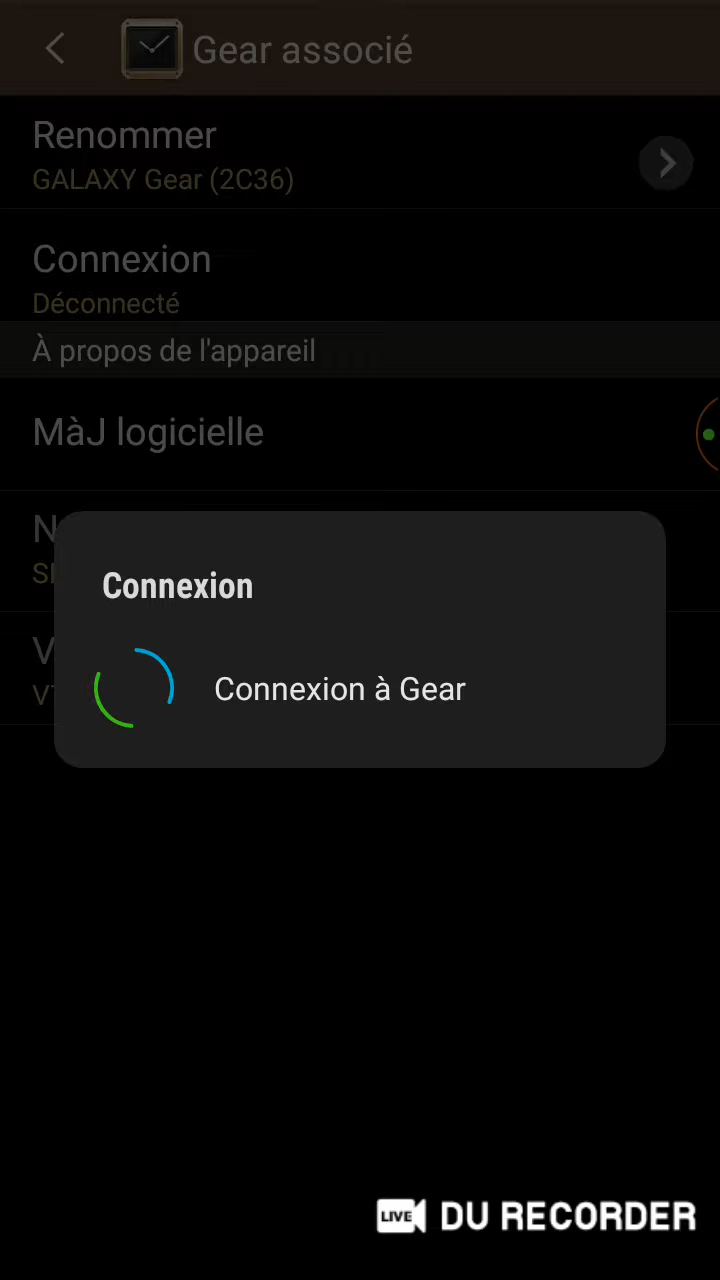 Gear associé
Renommer
GALAXY Gear (2C36)
Connexion
Déconnecté
À propos de l'appareil
MàJ logicielle
Connexion
Connexion à Gear
LIVE DU RECORDER